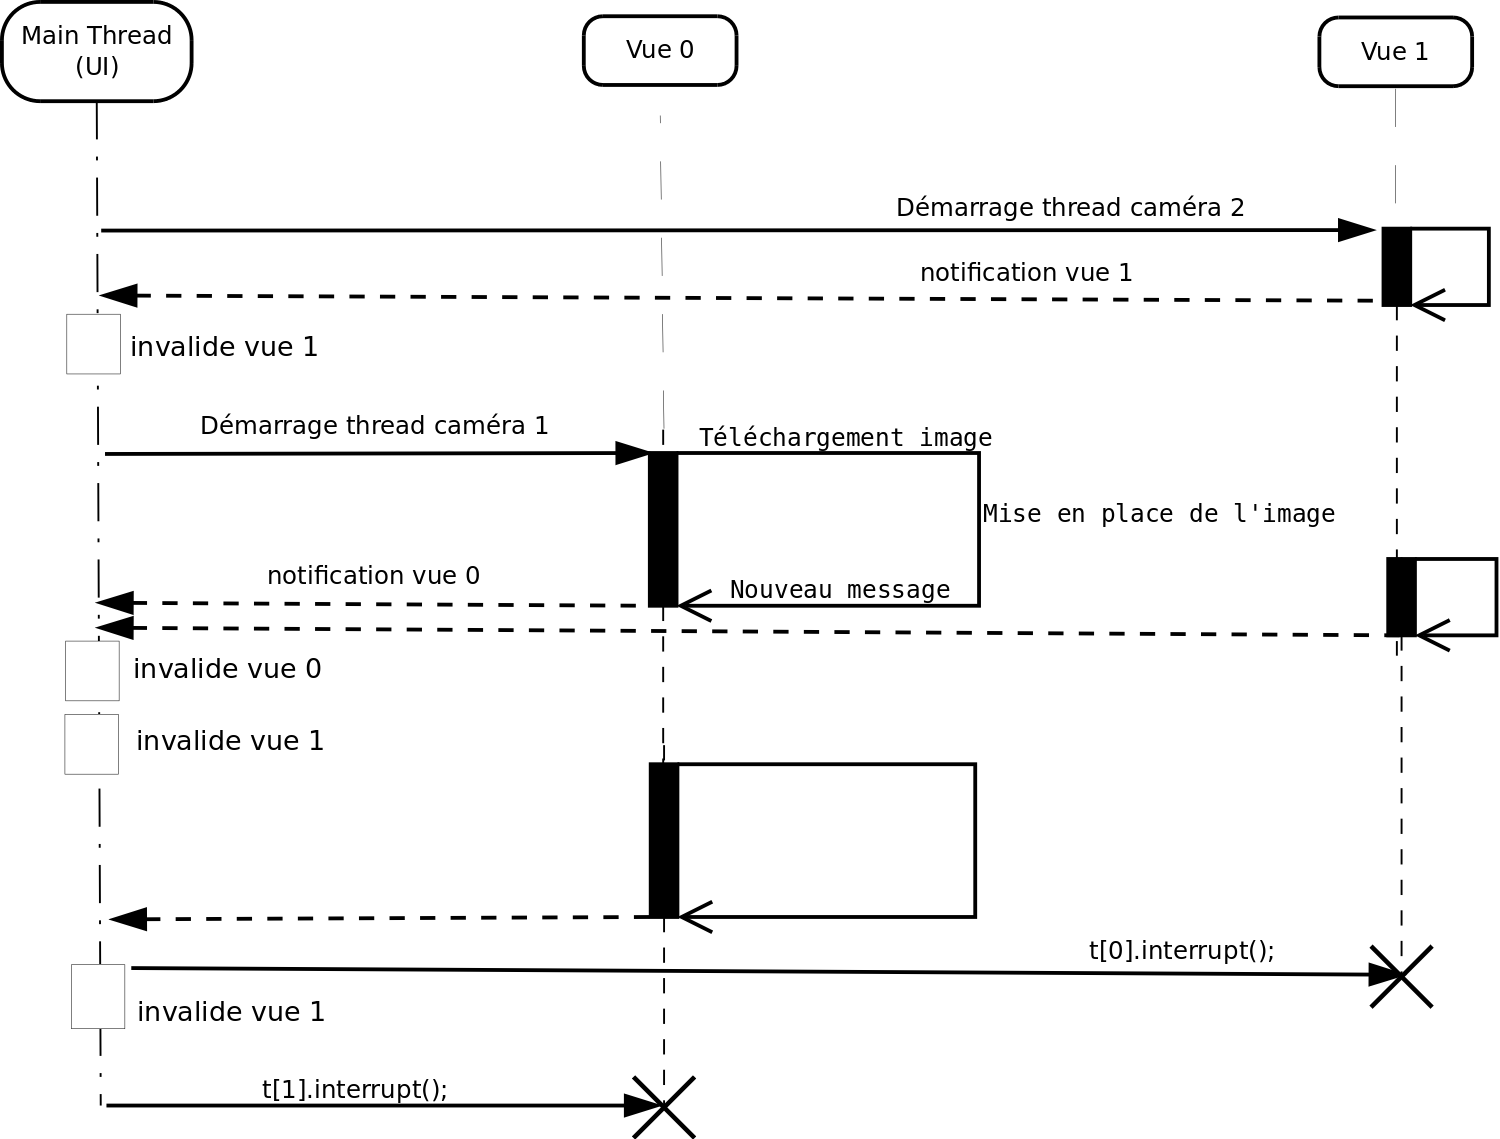 Main Thread
(UI)
Vue 0
Vue 1
Démarrage thread caméra 2
notification vue 1
invalide vue 1
Démarrage thread caméra 1
Téléchargement image
Mise en place de l'image
notification vue 0
Nouveau message
invalide vue 0
invalide vue 1
t[0].interrupt();
invalide vue 1
t[1].interrupt();